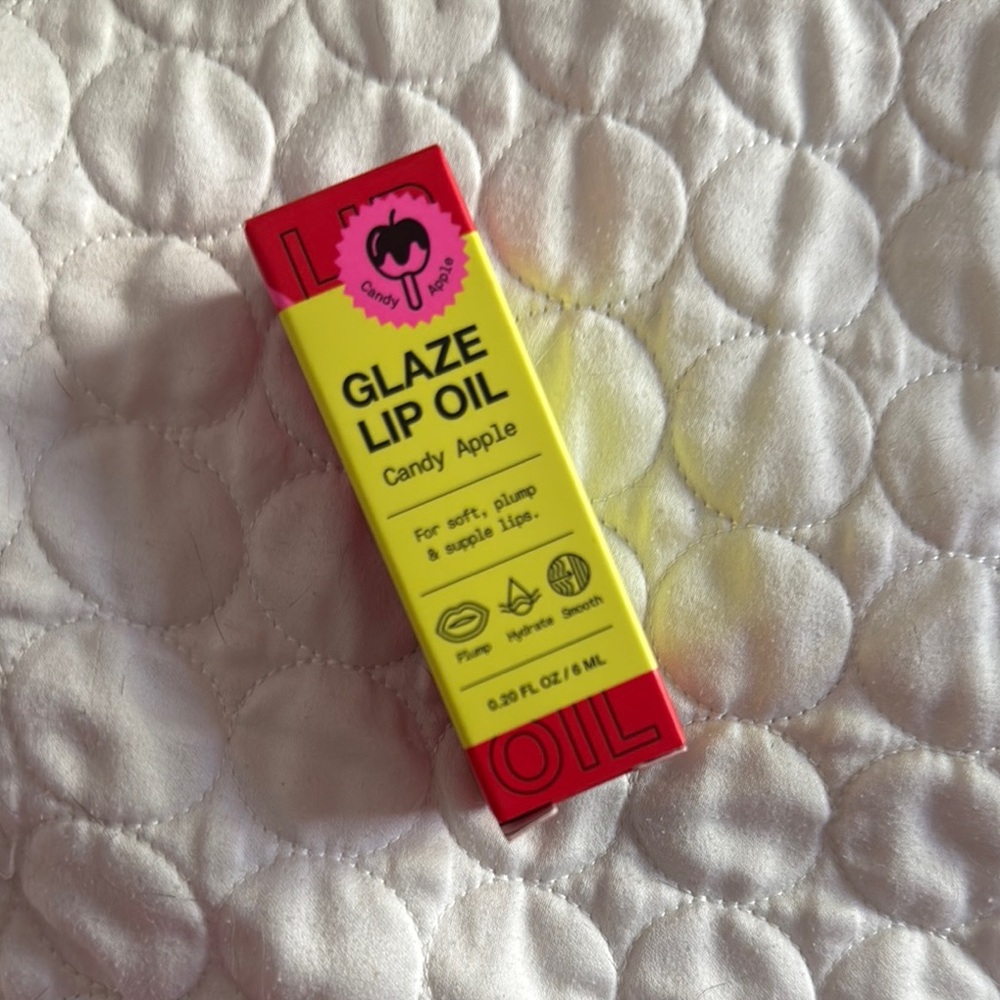 LIP
Candy Apple
GLAZE
LIP OIL
Candy Apple
For soft, plump
& supple lips.
Plump Hydrate Smooth
0.20 FL OZ / 6 ML
OIL